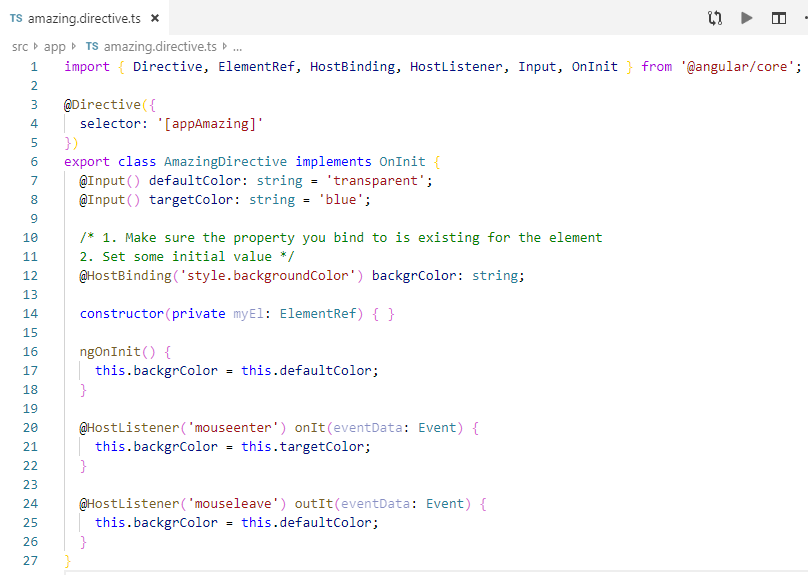 TS amazing.directive.ts ×
src › app › TS amazing.directive.ts › ...
1 import { Directive, ElementRef, HostBinding, HostListener, Input, OnInit } from '@angular/core';
2
3 @Directive({
4   selector: '[appAmazing]'
5 })
6 export class AmazingDirective implements OnInit {
7   @Input() defaultColor: string = 'transparent';
8   @Input() targetColor: string = 'blue';
9
10   /* 1. Make sure the property you bind to is existing for the element
11   2. Set some initial value */
12   @HostBinding('style.backgroundColor') backgrColor: string;
13
14   constructor(private myEl: ElementRef) { }
15
16   ngOnInit() {
17     this.backgrColor = this.defaultColor;
18   }
19
20   @HostListener('mouseenter') onIt(eventData: Event) {
21     this.backgrColor = this.targetColor;
22   }
23
24   @HostListener('mouseleave') outIt(eventData: Event) {
25     this.backgrColor = this.defaultColor;
26   }
27 }